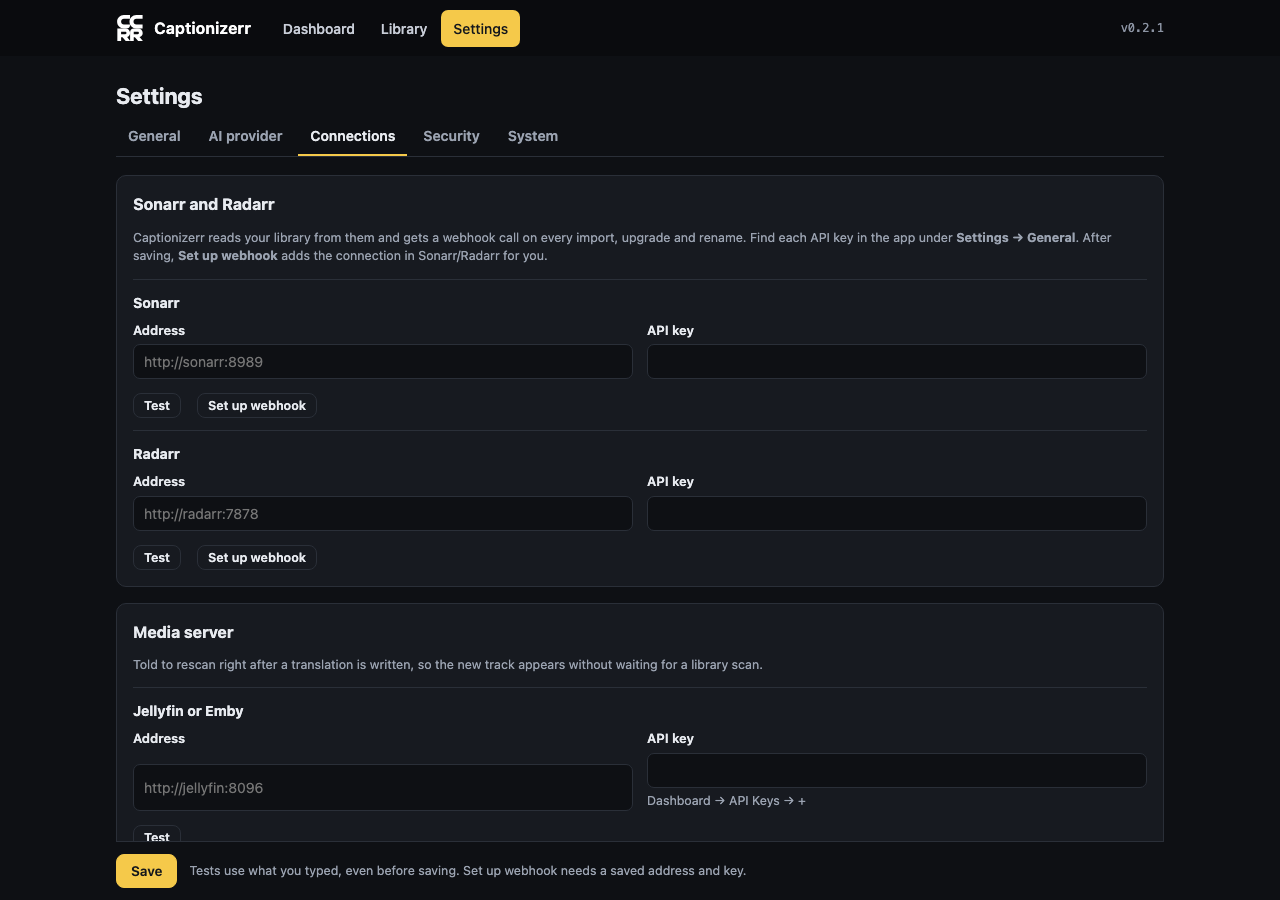 CC
RR
Captionizerr
Dashboard
Library
Settings
v0.2.1
Settings
General
AI provider
Connections
Security
System
Sonarr and Radarr
Captionizerr reads your library from them and gets a webhook call on every import, upgrade and rename. Find each API key in the app under Settings → General. After
saving, Set up webhook adds the connection in Sonarr/Radarr for you.
Sonarr
Address
API key
http://sonarr:8989
Test
Set up webhook
Radarr
Address
API key
http://radarr:7878
Test
Set up webhook
Media server
Told to rescan right after a translation is written, so the new track appears without waiting for a library scan.
Jellyfin or Emby
Address
API key
http://jellyfin:8096
Dashboard → API Keys → +
Test
Save
Tests use what you typed, even before saving. Set up webhook needs a saved address and key.